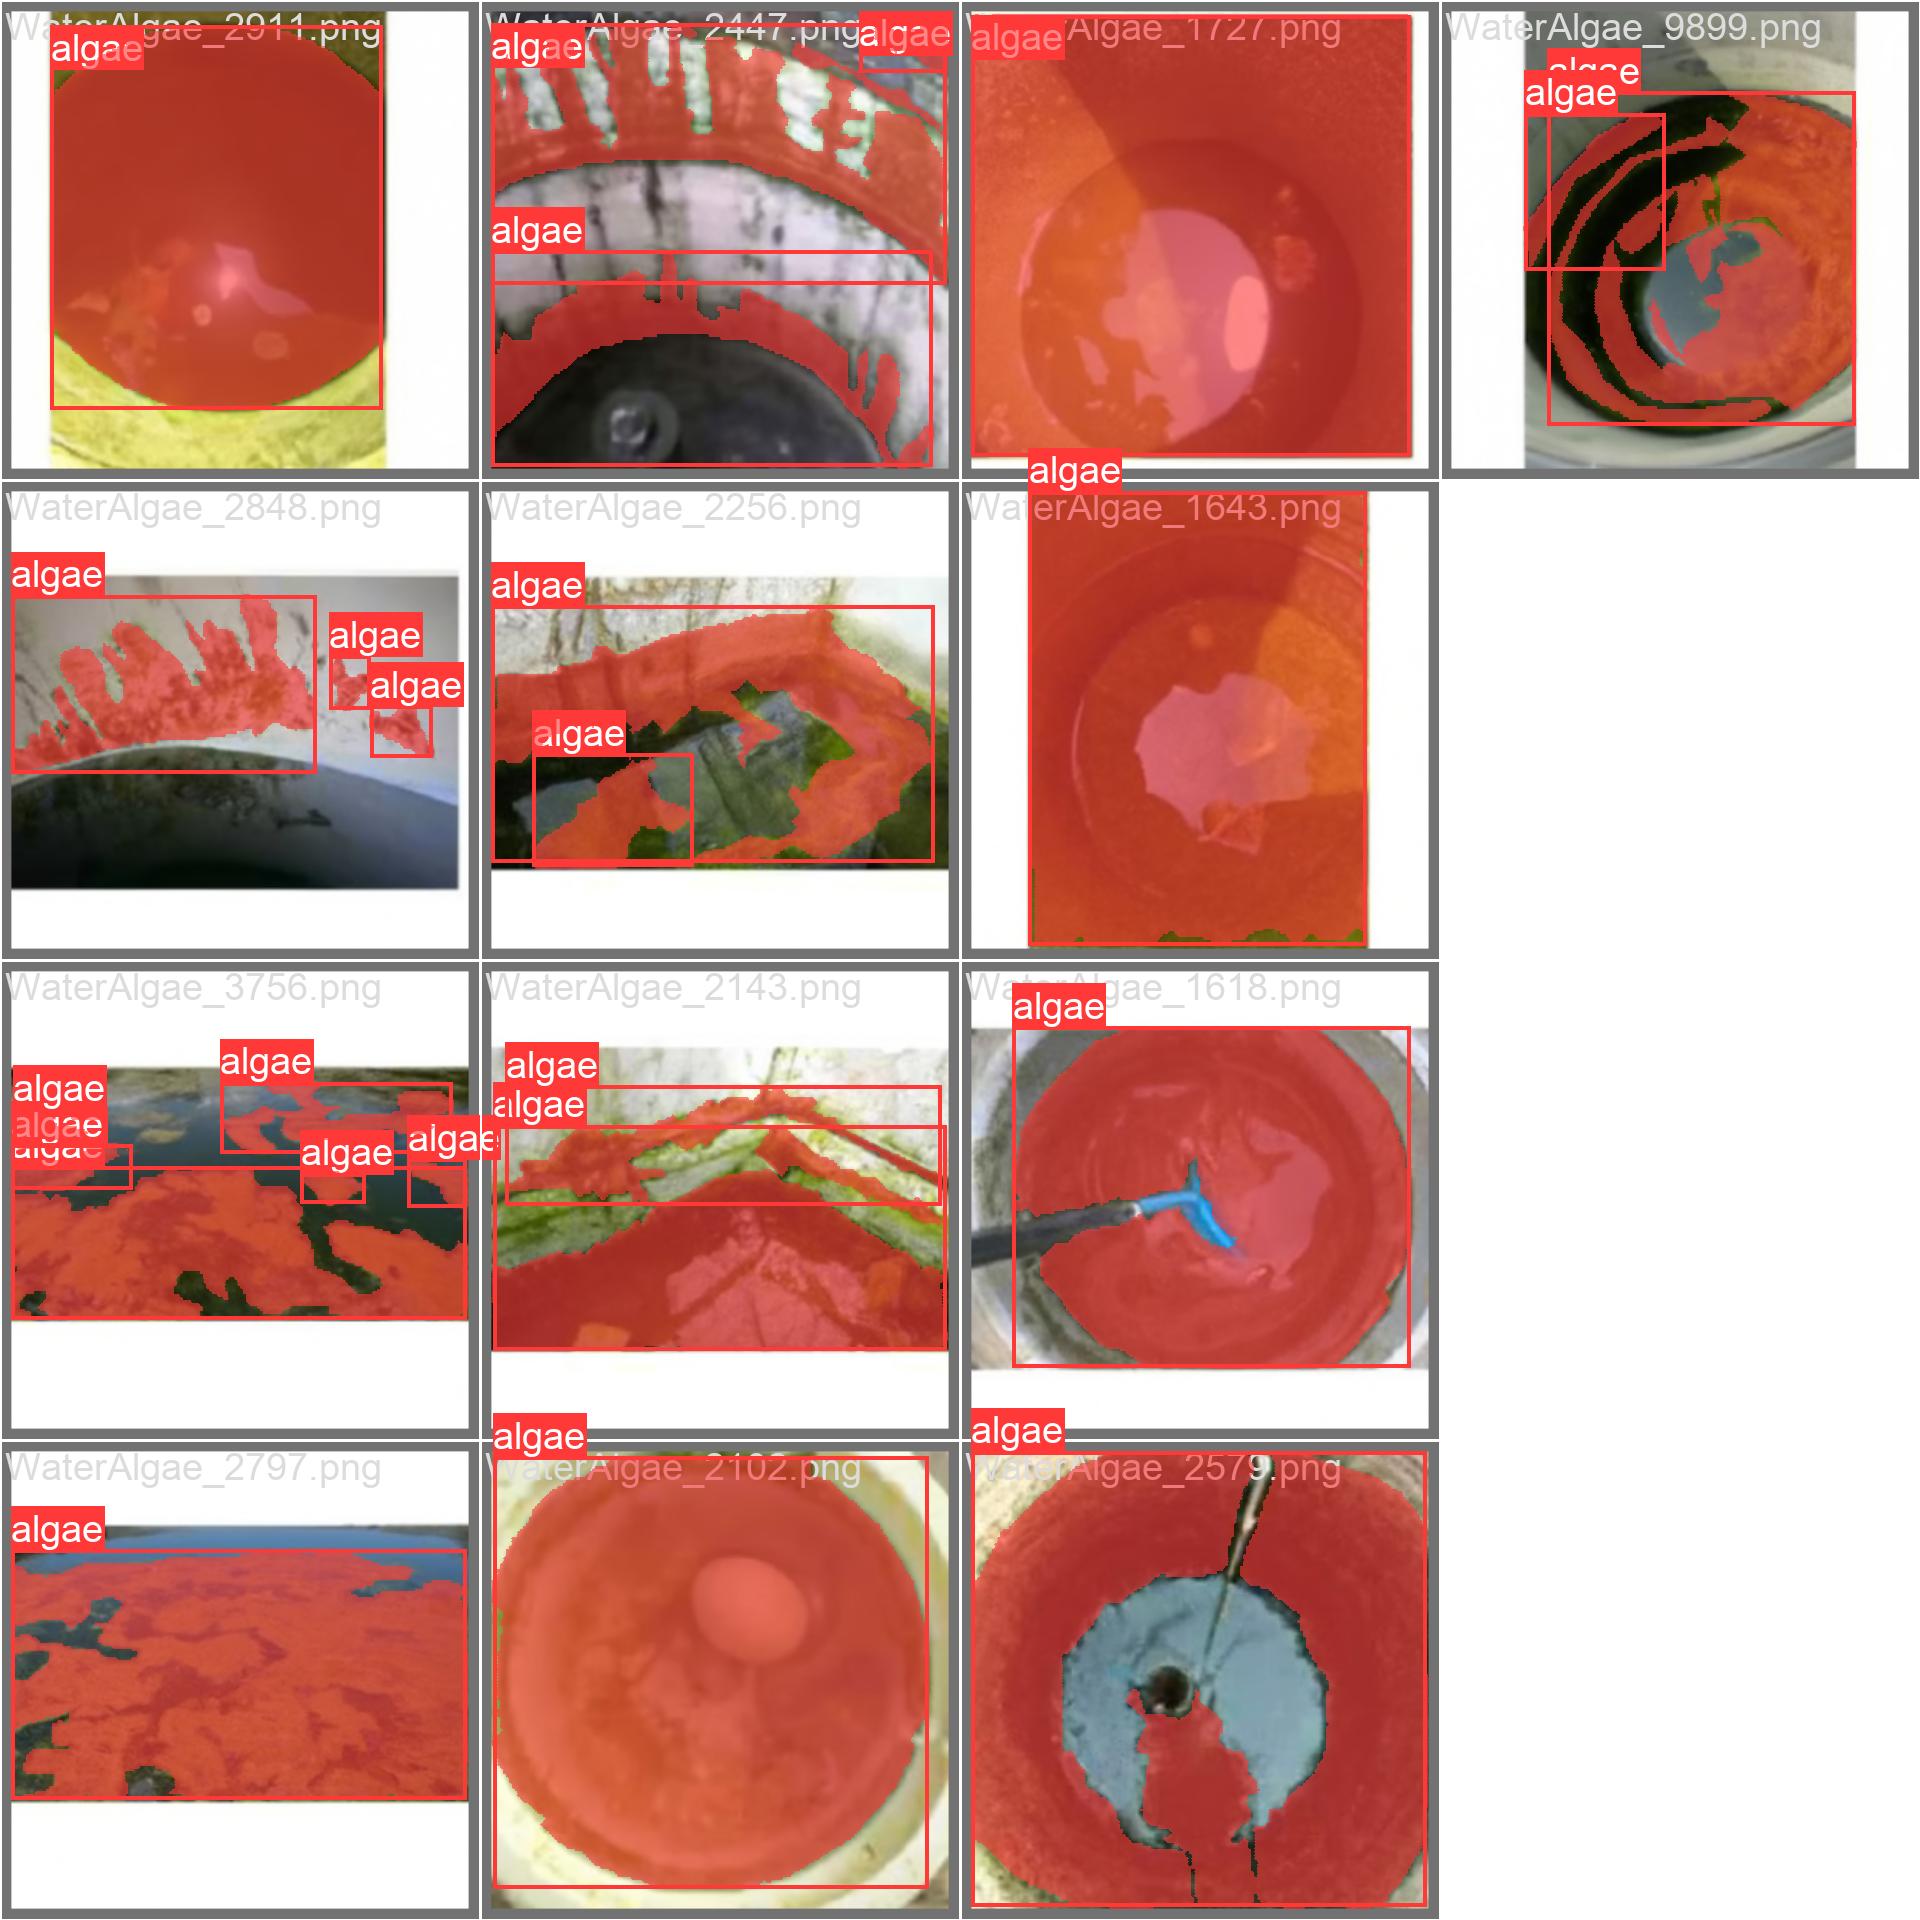 WaterAlgae_2911.png
algae
WaterAlgae_2447.png
algae
algae
algae
WaterAlgae_1727.png
algae
WaterAlgae_9899.png
algae
algae
WaterAlgae_2848.png
algae
algae
algae
WaterAlgae_2256.png
algae
algae
WaterAlgae_1643.png
algae
WaterAlgae_3756.png
algae
algae
algae
algae
algae
algae
WaterAlgae_2143.png
algae
algae
WaterAlgae_1618.png
algae
WaterAlgae_2797.png
algae
WaterAlgae_2102.png
algae
WaterAlgae_2579.png
algae